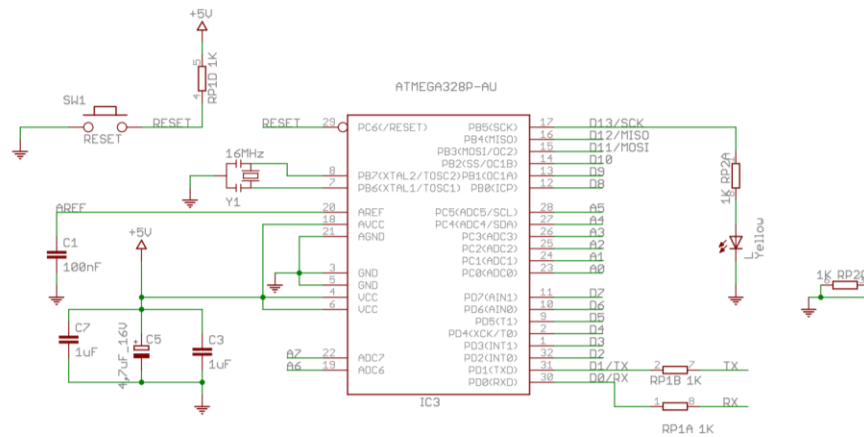 +5V
5
RP1D 1K
4
SW1
RESET
RESET
ATMEGA328P-AU
RESET
29
PC6(/RESET)
PB5(SCK)
17
D13/SCK
PB4(MISO)
16
D12/MISO
PB3(MOSI/OC2)
15
D11/MOSI
PB2(SS/OC1B)
14
D10
16MHz
Y1
8
PB7(XTAL2/TOSC2)
PB1(OC1A)
13
D9
7
PB6(XTAL1/TOSC1)
PB0(ICP)
12
D8
1K RP2A
1
8
L
Yellow
AREF
20
AREF
PC5(ADC5/SCL)
28
A5
18
AVCC
PC4(ADC4/SDA)
27
A4
21
AGND
PC3(ADC3)
26
A3
PC2(ADC2)
25
A2
PC1(ADC1)
24
A1
3
GND
PC0(ADC0)
23
A0
5
GND
4
VCC
PD7(AIN1)
11
D7
6
VCC
PD6(AIN0)
10
D6
PD5(T1)
9
D5
PD4(XCK/T0)
2
D4
PD3(INT1)
1
D3
A7
22
ADC7
PD2(INT0)
32
D2
A6
19
ADC6
PD1(TXD)
31
D1/TX
PD0(RXD)
30
D0/RX
IC3
C1
100nF
+5V
C7
1uF
C5
4,7uF_16V
C3
1uF
2
7
TX
RP1B 1K
1
8
RX
RP1A 1K
1K RP2C
6